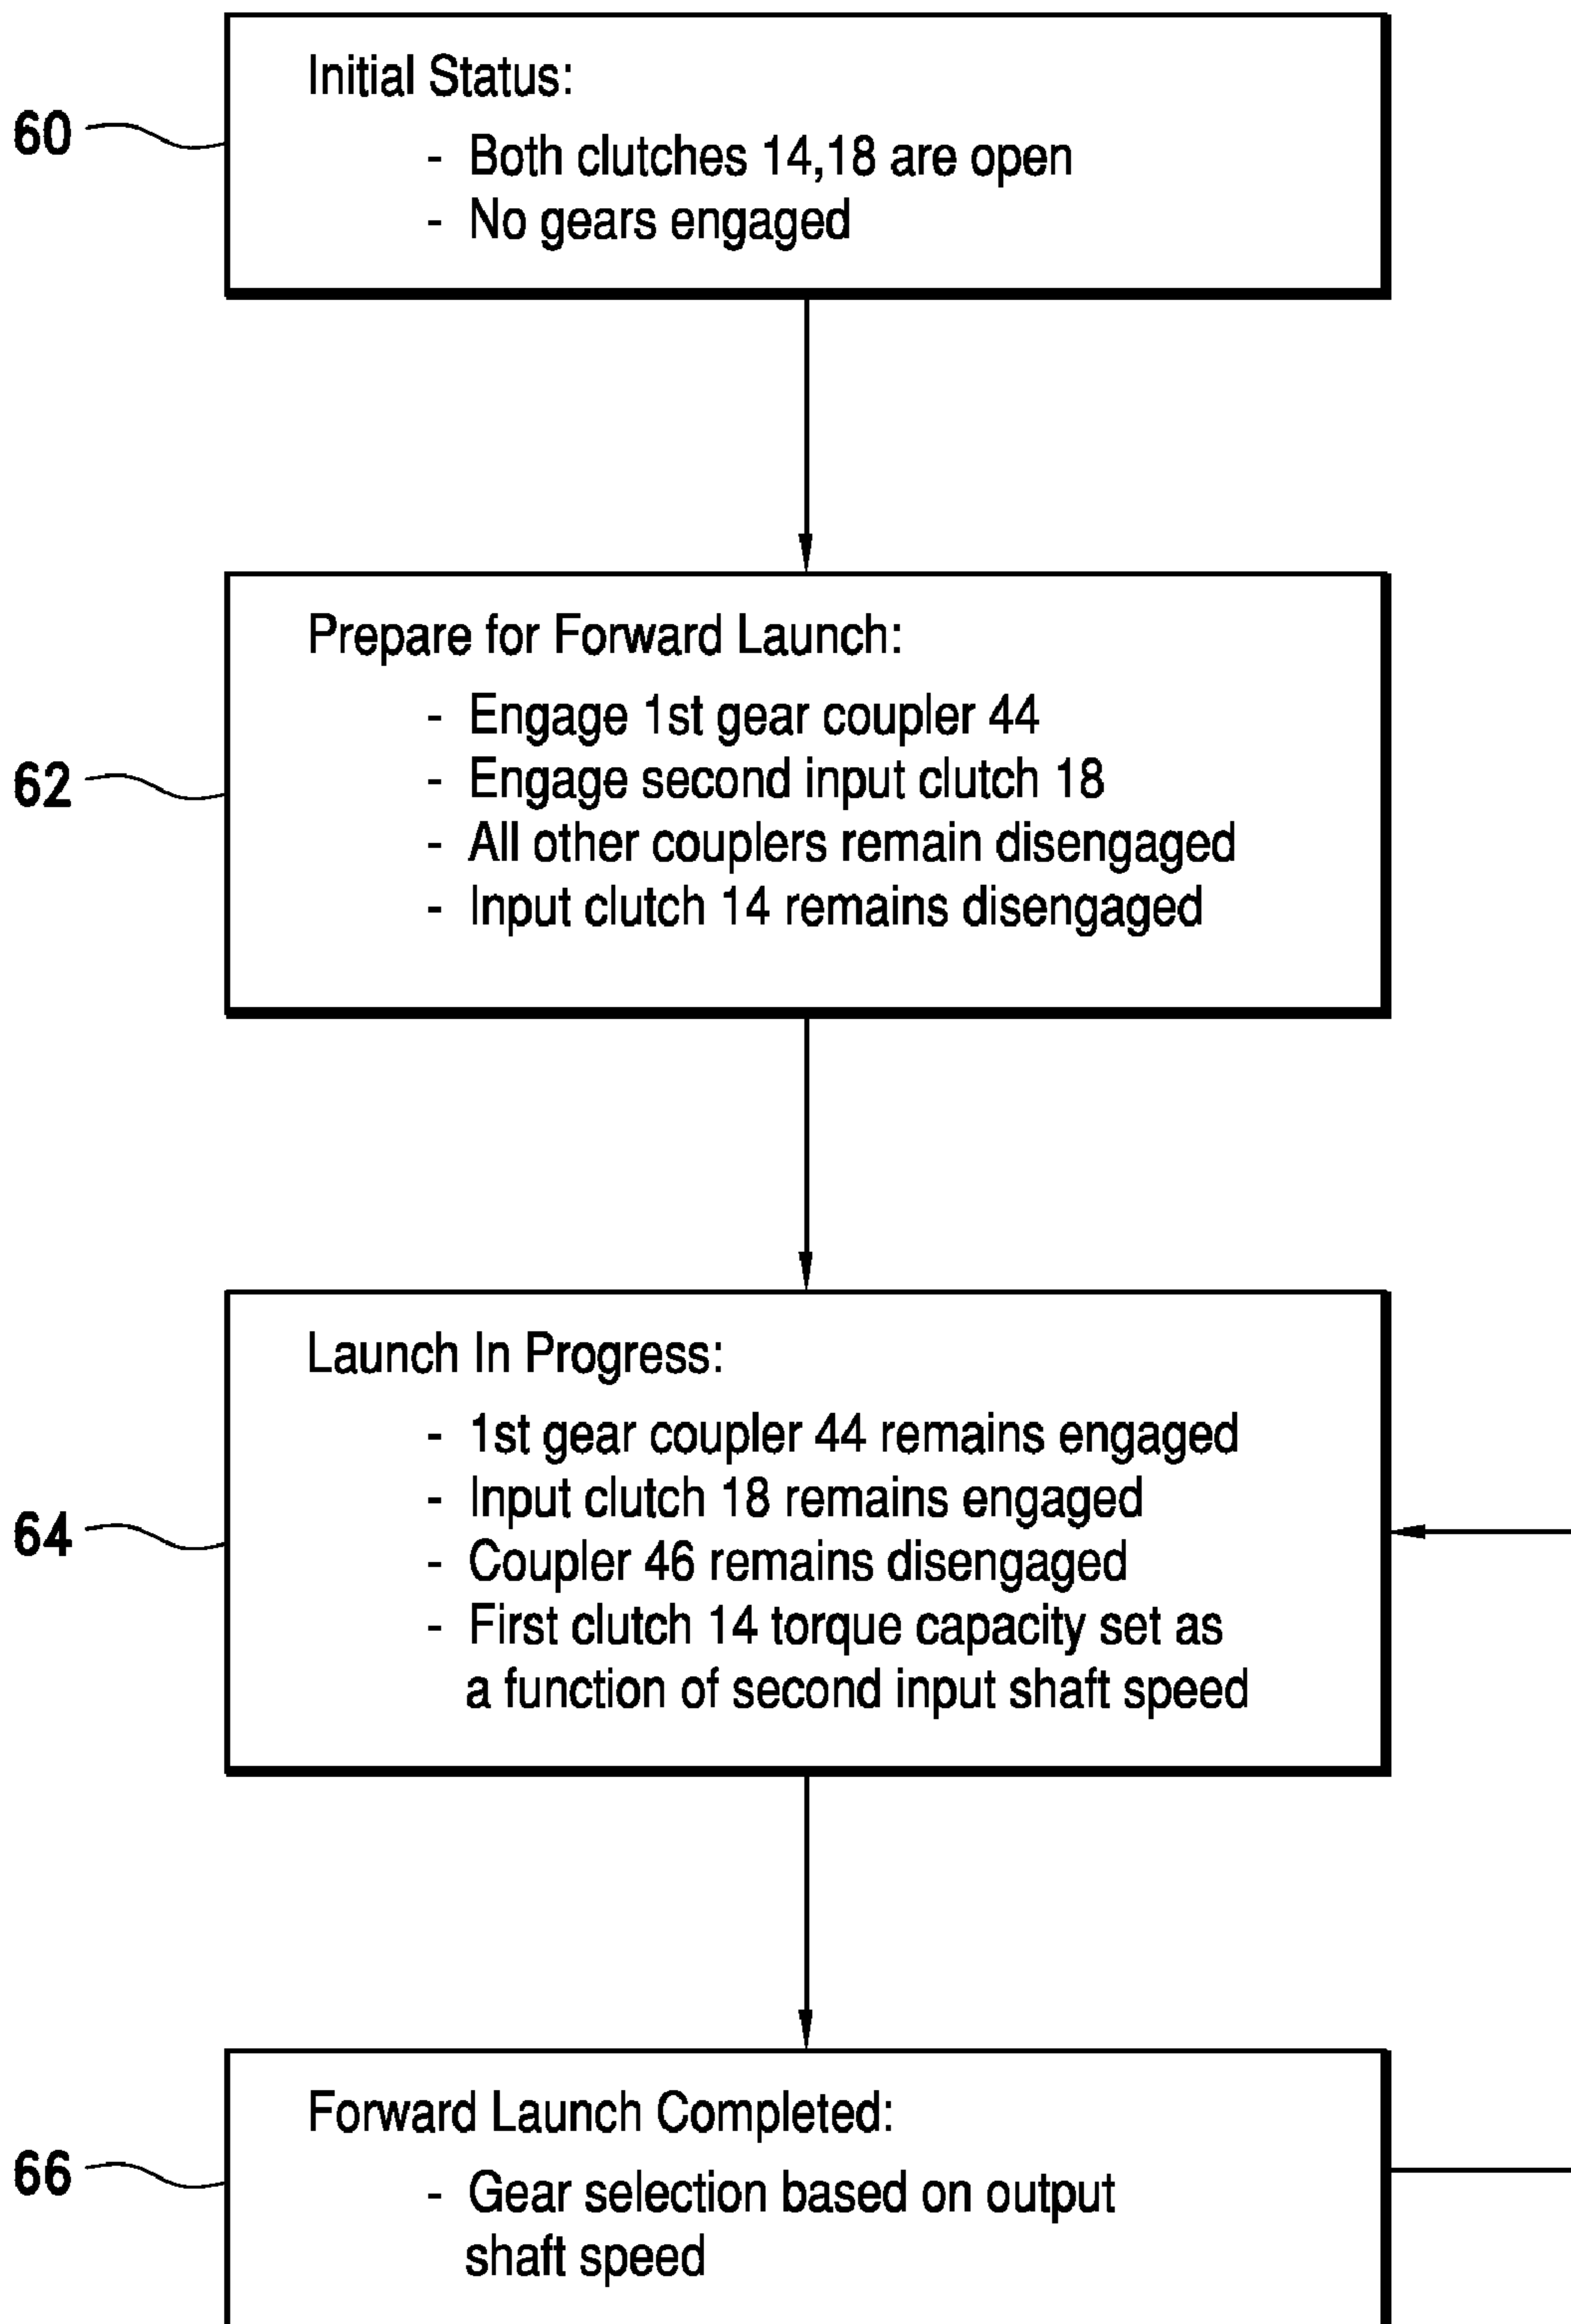 60
Initial Status:
- Both clutches 14,18 are open
- No gears engaged
62
Prepare for Forward Launch:
- Engage 1st gear coupler 44
- Engage second input clutch 18
- All other couplers remain disengaged
- Input clutch 14 remains disengaged
64
Launch In Progress:
- 1st gear coupler 44 remains engaged
- Input clutch 18 remains engaged
- Coupler 46 remains disengaged
- First clutch 14 torque capacity set as
a function of second input shaft speed
66
Forward Launch Completed:
- Gear selection based on output
shaft speed